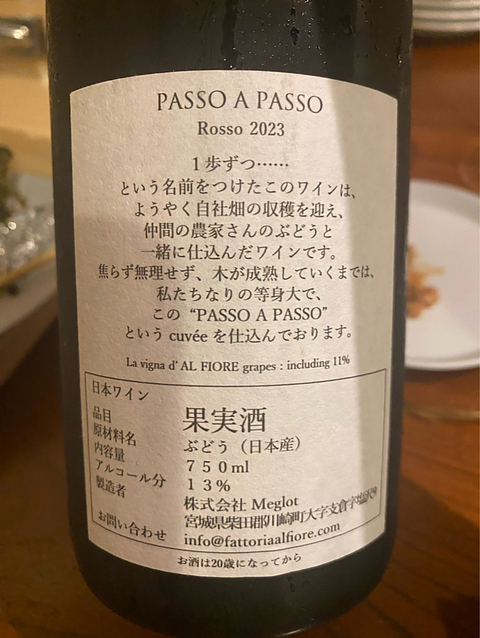 PASSO A PASSO
Rosso 2023
1歩ずつ……
という名前をつけたこのワインは、
ようやく自社畑の収穫を迎え、
仲間の農家さんのぶどうと
一緒に仕込んだワインです。
焦らず無理せず、木が成熟していくまでは、
私たちなりの等身大で、
この “PASSO A PASSO”
という cuvée を仕込んでおります。
La vigna d' AL FIORE grapes : including 11%
日本ワイン
品目 果実酒
原材料名 ぶどう（日本産）
内容量 750ml
アルコール分 13%
製造者 株式会社 Meglot
宮城県柴田郡川崎町大字支倉字塩沢9
お問い合わせ info@fattoriaalfiore.com
お酒は20歳になってから